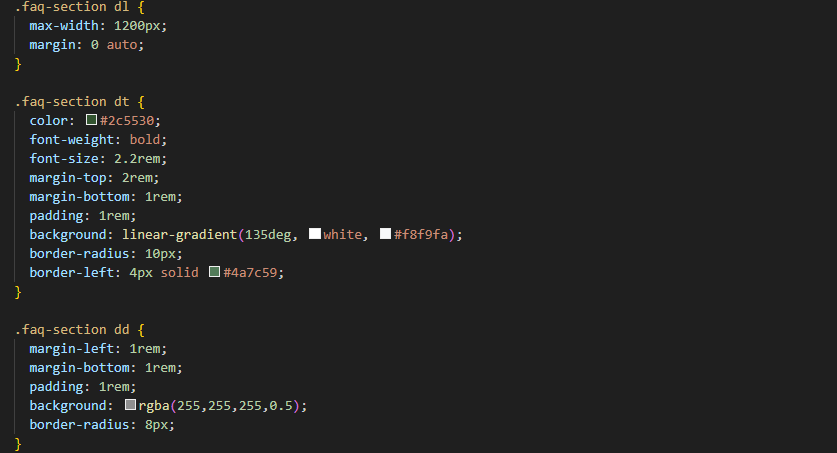 .faq-section dl {
max-width: 1200px;
margin: 0 auto;
}
.faq-section dt {
color: #2c5530;
font-weight: bold;
font-size: 2.2rem;
margin-top: 2rem;
margin-bottom: 1rem;
padding: 1rem;
background: linear-gradient(135deg, white, #f8f9fa);
border-radius: 10px;
border-left: 4px solid #4a7c59;
}
.faq-section dd {
margin-left: 1rem;
margin-bottom: 1rem;
padding: 1rem;
background: rgba(255,255,255,0.5);
border-radius: 8px;
}